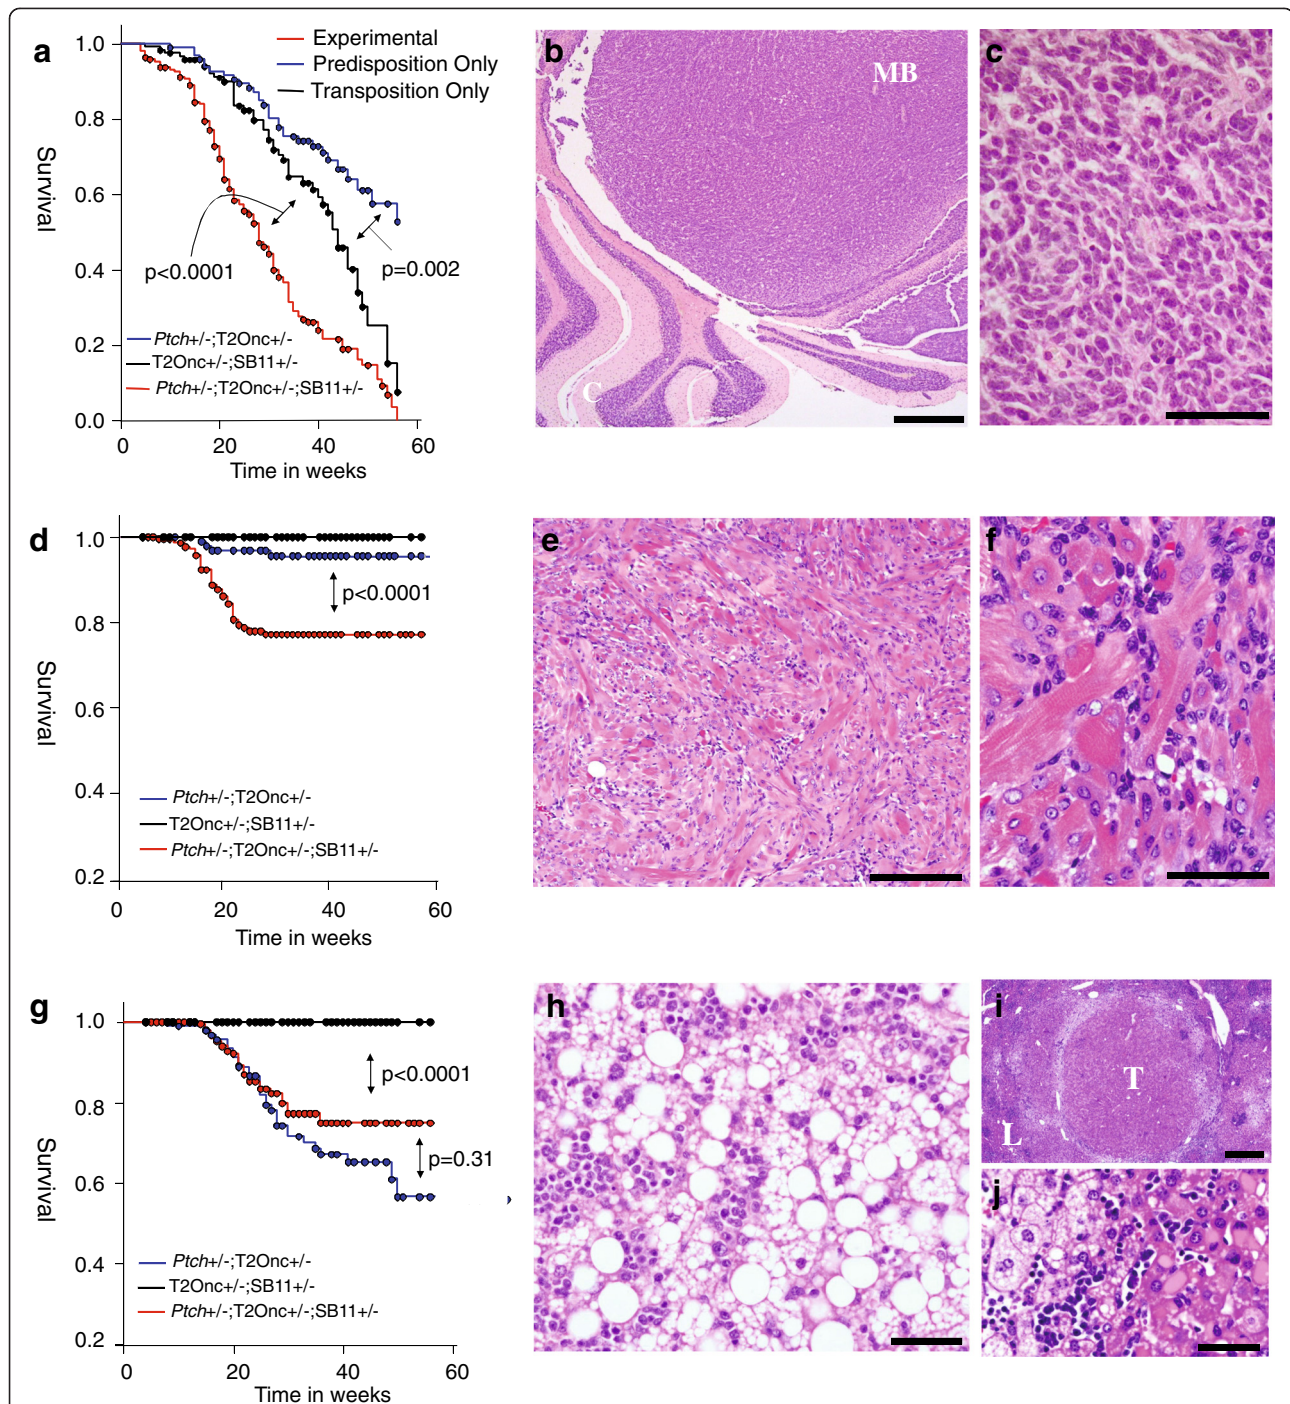 a
1.0
0.8
0.6
0.4
0.2
0.0
Survival
Experimental
Predisposition Only
Transposition Only
p<0.0001
p=0.002
Ptch+/-;T2Onc+/-
T2Onc+/-;SB11+/-
Ptch+/-;T2Onc+/-;SB11+/-
0 20 40 60
Time in weeks
b
MB
C
c
d
1.0
0.8
0.6
0.4
0.2
Survival
p<0.0001
Ptch+/-;T2Onc+/-
T2Onc+/-;SB11+/-
Ptch+/-;T2Onc+/-;SB11+/-
0 20 40 60
Time in weeks
e
f
g
1.0
0.8
0.6
0.4
0.2
Survival
p<0.0001
p=0.31
Ptch+/-;T2Onc+/-
T2Onc+/-;SB11+/-
Ptch+/-;T2Onc+/-;SB11+/-
0 20 40 60
Time in weeks
h
i
T
L
j